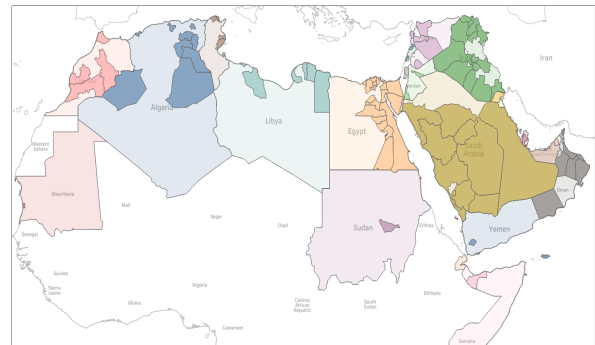 Iran
Algeria
Libya
Egypt
Saudi
Arabia
Jordan
Western
Sahara
Mauritania
Mali
Niger
Chad
Sudan
Eritrea
Yemen
Oman
Senegal
Guinea
Sierra
Leone
Ghana
Nigeria
Cameroon
Central
African
Republic
South
Sudan
Ethiopia
Somalia